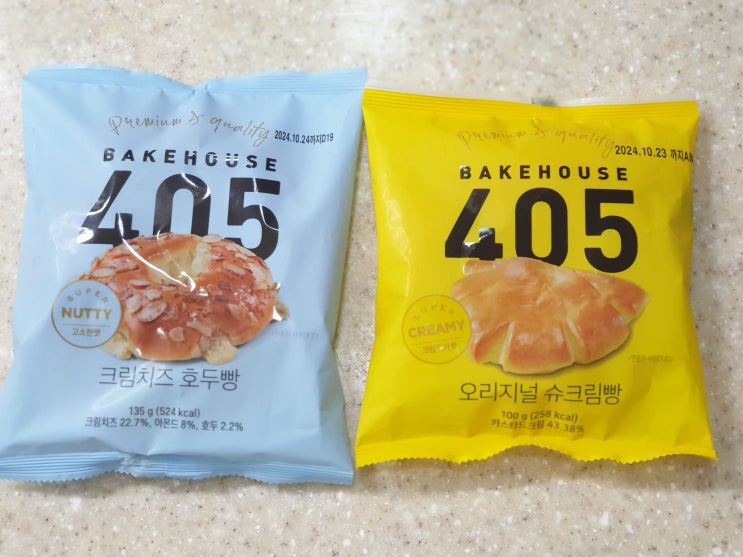 Premium & quality
2024.10.24까지D19
BAKEHOUSE
405
SUPER
NUTTY
고소한맛
크림치즈 호두빵
135 g (524 kcal)
크림치즈 22.7%, 아몬드 8%, 호두 2.2%
Premium & quality
2024.10.23 까지AN
BAKEHOUSE
405
SUPER
CREAMY
오리지널 슈크림빵
100 g (258 kcal)
카스타드크림 43.38%